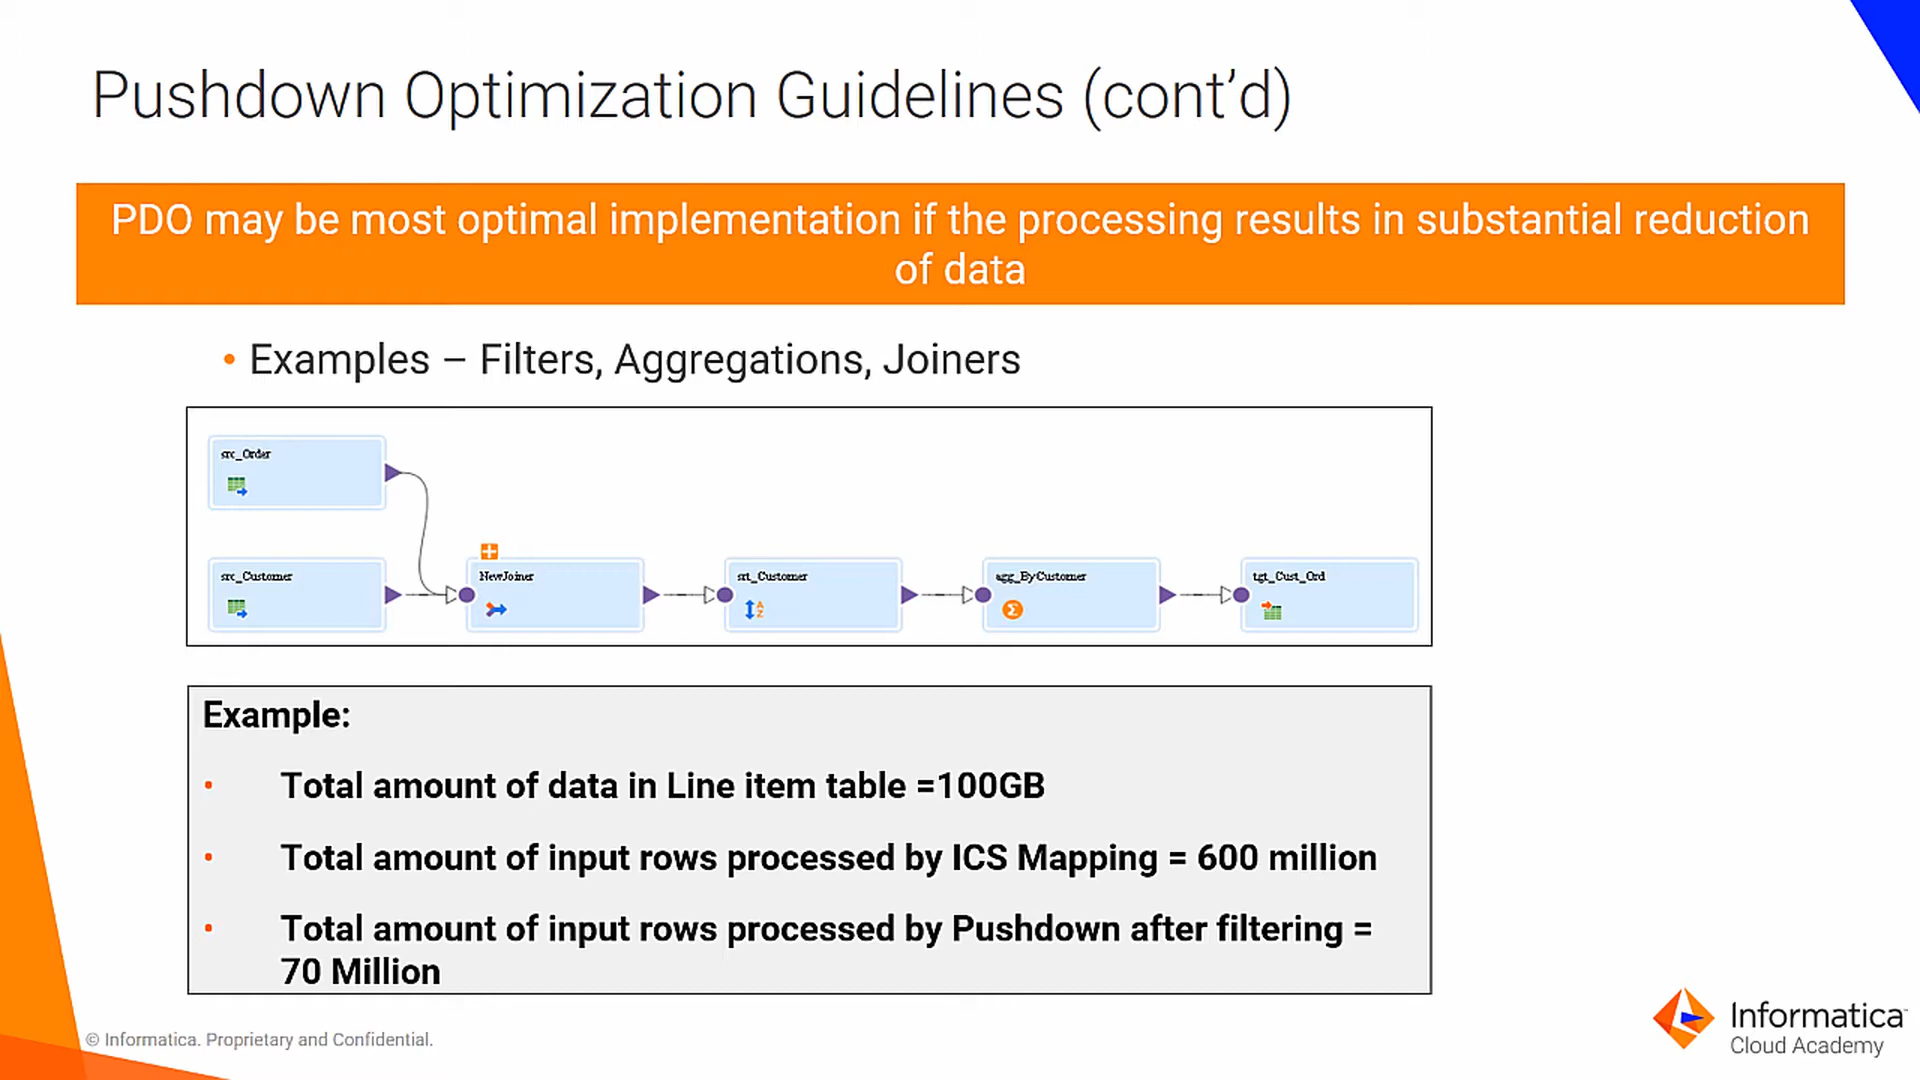 Pushdown Optimization Guidelines (cont’d)
PDO may be most optimal implementation if the processing results in substantial reduction
of data
• Examples – Filters, Aggregations, Joiners
src_Order
src_Customer
NewJoiner
srt_Customer
agg_ByCustomer
tgt_Cust_Ord
Example:
• Total amount of data in Line item table =100GB
• Total amount of input rows processed by ICS Mapping = 600 million
• Total amount of input rows processed by Pushdown after filtering =
70 Million
© Informatica. Proprietary and Confidential.
Informatica
Cloud Academy